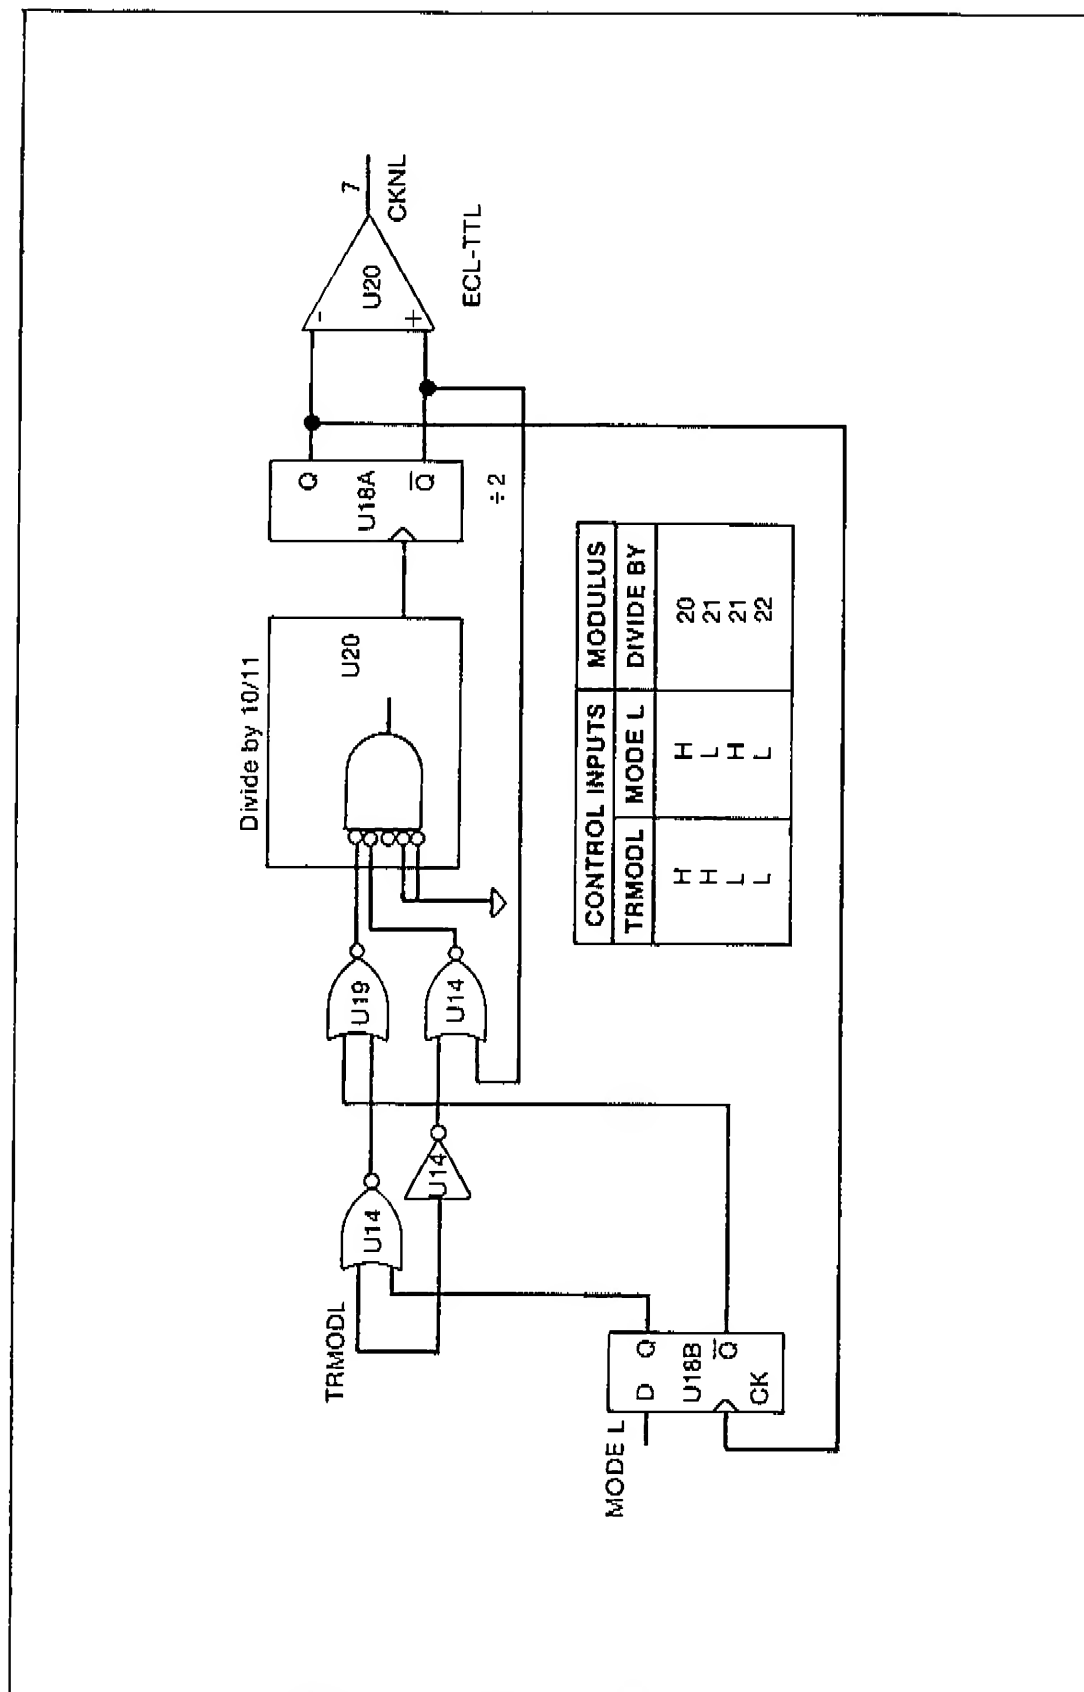 Divide by 10/11
TRMODL
U14
U19
U14
U14
U20
U18A
Q
Q̅
÷2
-
+
U20
7
CKNL
ECL-TTL
MODE L
D
Q
U18B
Q̅
CK
CONTROL INPUTS MODULUS
TRMODL MODE L DIVIDE BY
H H 20
H L 21
L H 21
L L 22